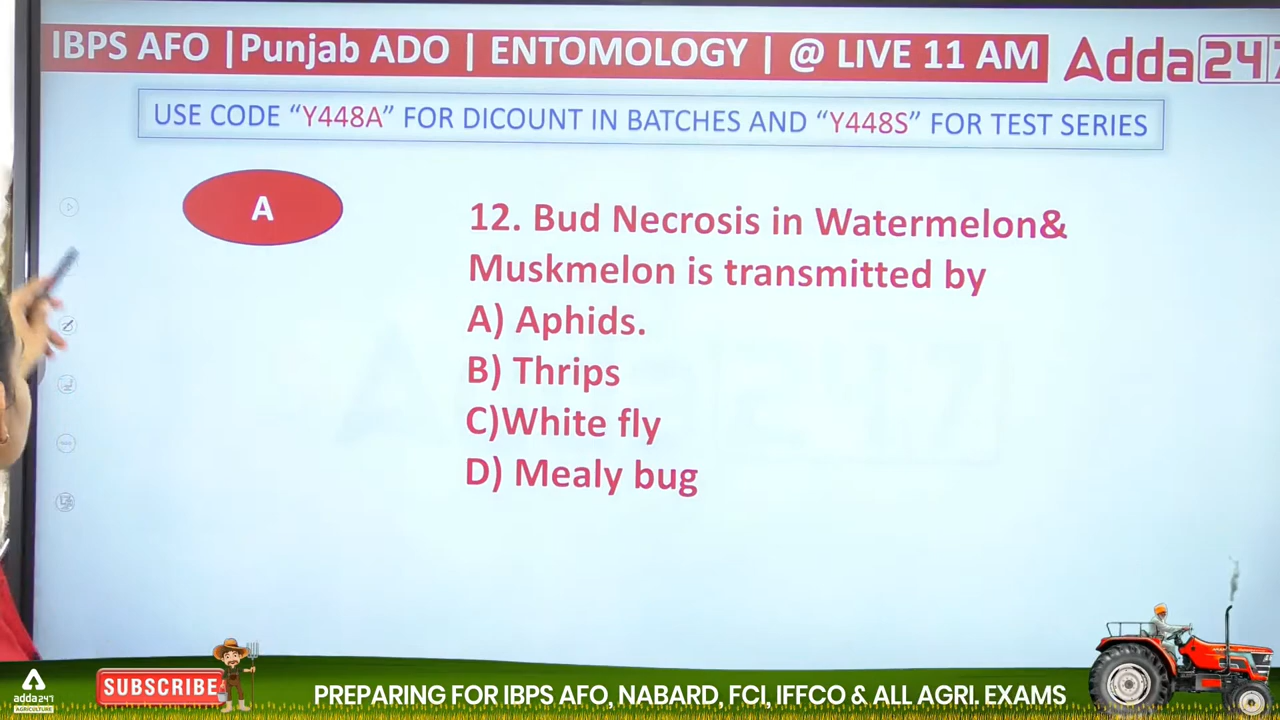 IBPS AFO |Punjab ADO | ENTOMOLOGY | @ LIVE 11 AM
Adda247
USE CODE “Y448A” FOR DICOUNT IN BATCHES AND “Y448S” FOR TEST SERIES
A
12. Bud Necrosis in Watermelon&
Muskmelon is transmitted by
A) Aphids.
B) Thrips
C)White fly
D) Mealy bug
adda247
AGRICULTURE
SUBSCRIBE
PREPARING FOR IBPS AFO, NABARD, FCI, IFFCO & ALL AGRI. EXAMS